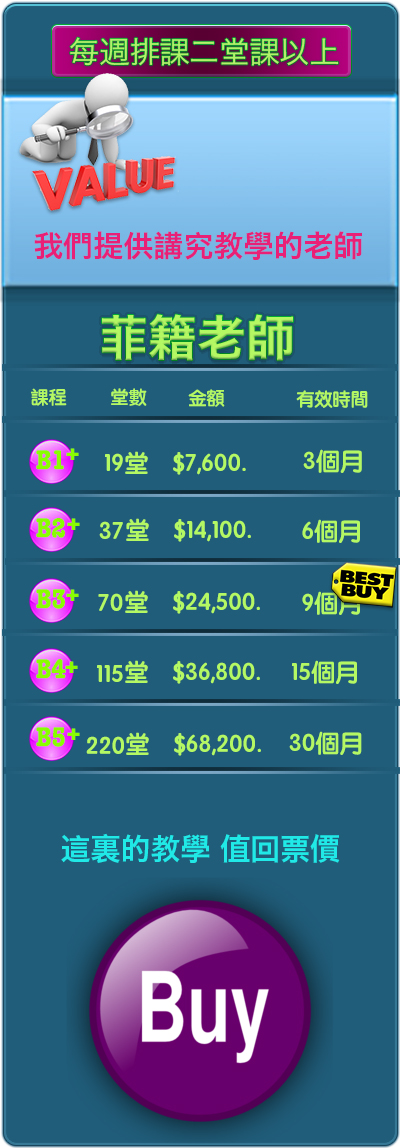 每週排課二堂課以上
VALUE
我們提供講究教學的老師
菲籍老師
課程 堂數 金額 有效時間
B1+ 19堂 $7,600. 3個月
B2+ 37堂 $14,100. 6個月
BEST BUY
B3+ 70堂 $24,500. 9個月
B4+ 115堂 $36,800. 15個月
B5+ 220堂 $68,200. 30個月
這裏的教學 值回票價
Buy